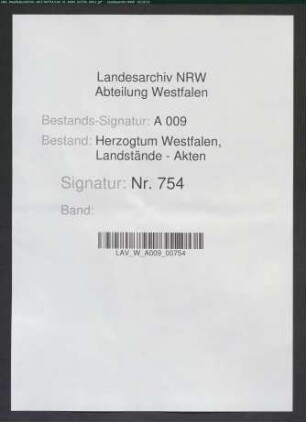 Landesarchiv NRW
Abteilung Westfalen
Bestands-Signatur: A 009
Bestand: Herzogtum Westfalen,
Landstände - Akten
Signatur: Nr. 754
Band:
LAV_W_A009_00754